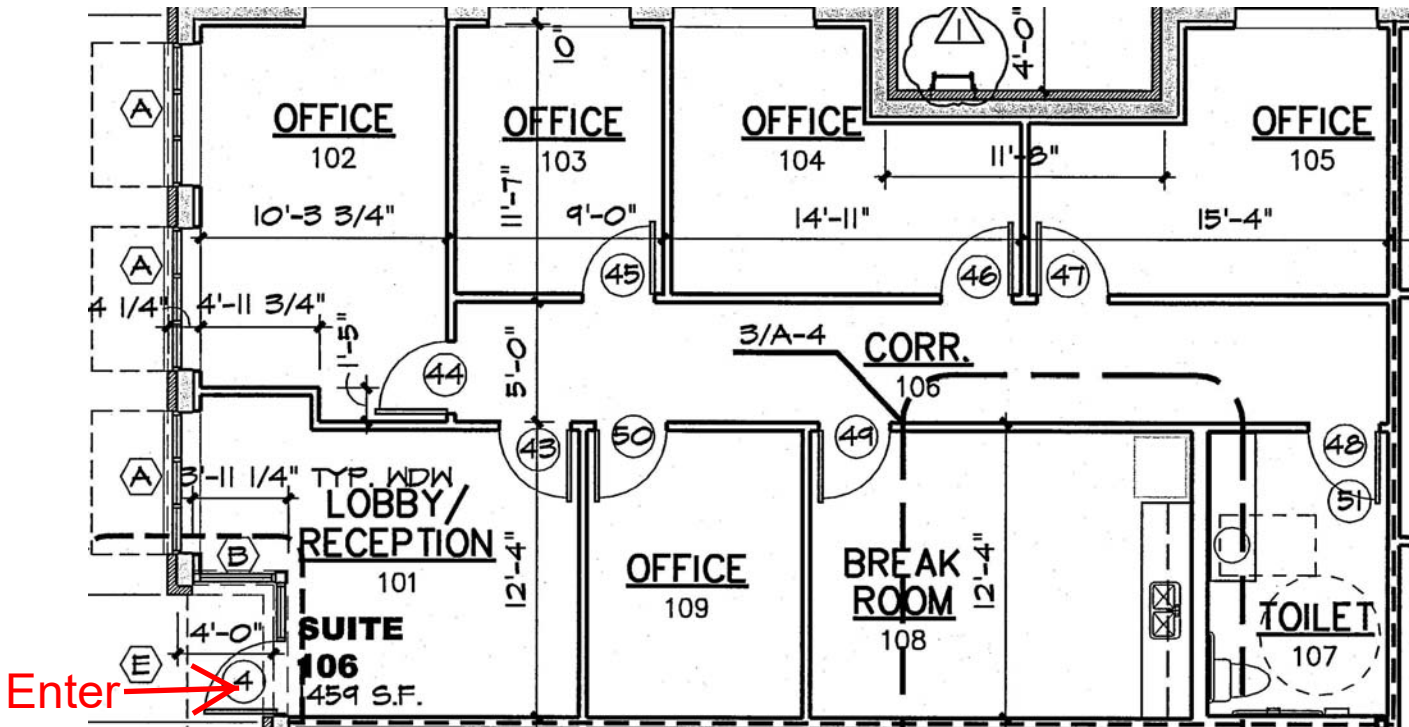 10"
4'-0"
A
OFFICE
102
OFFICE
103
OFFICE
104
OFFICE
105
11'-8"
10'-3 3/4"
11'-7"
9'-0"
14'-11"
15'-4"
A
45
46
47
4 1/4"
4'-11 3/4"
1'-5"
44
5'-0"
3/A-4
CORR.
106
43
50
49
48
51
A
3'-11 1/4" TYP. WDW
LOBBY/
RECEPTION
101
B
12'-4"
OFFICE
109
BREAK
ROOM
108
12'-4"
TOILET
107
4'-0"
SUITE
106
459 S.F.
E
Enter
4